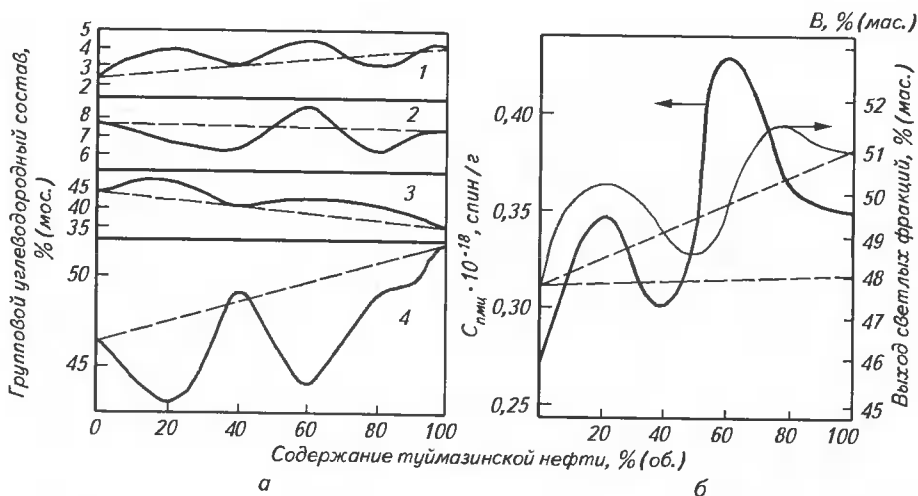 Групповой углеводородный состав,
% (мос.)
5
4
3
2
1
8
7
6
2
45
40
35
3
50
45
4
0 20 40 60 80 100
а
В, % (мас.)
C_пмц · 10^-18, спин/г
0,40
0,35
0,30
0,25
52
51
50
49
48
47
46
45
Выход светлых фракций, % (мас.)
20 40 60 80 100
б
Содержание туймазинской нефти, % (об.)